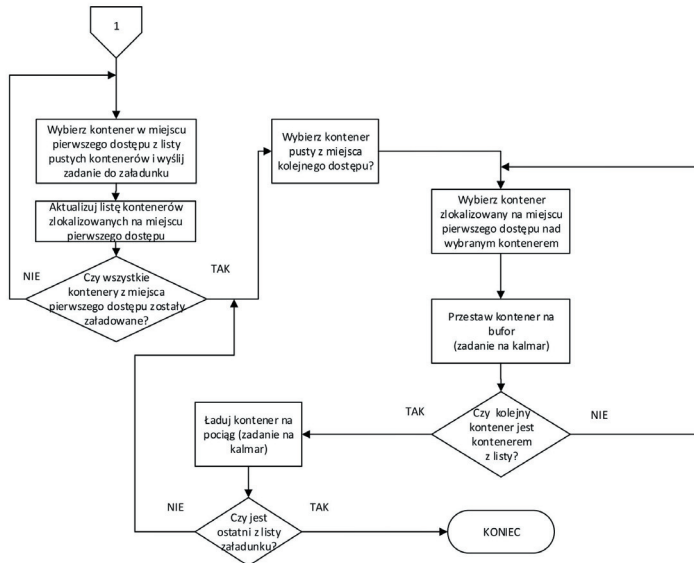 1
Wybierz kontener w miejscu
pierwszego dostępu z listy
pustych kontenerów i wyślij
zadanie do załadunku
Aktualizuj listę kontenerów
zlokalizowanych na miejscu
pierwszego dostępu
NIE
TAK
Czy wszystkie
kontenery z miejsca
pierwszego dostępu zostały
załadowane?
Wybierz kontener
pusty z miejsca
kolejnego dostępu?
Wybierz kontener
zlokalizowany na miejscu
pierwszego dostępu nad
wybranym kontenerem
Przestaw kontener na
bufor
(zadanie na kalmar)
TAK
Czy kolejny
kontener jest
kontenerem
z listy?
NIE
Ładuj kontener na
pociąg (zadanie na
kalmar)
NIE
Czy jest
ostatni z listy
załadunku?
TAK
KONIEC